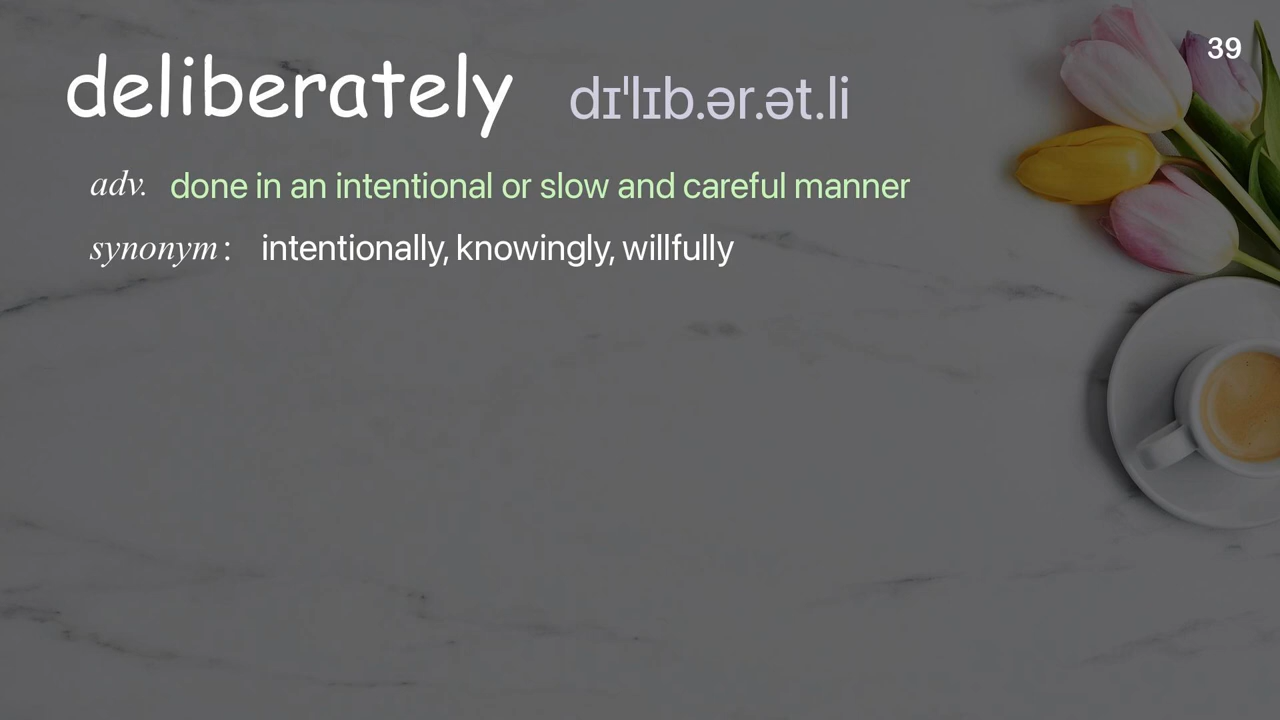 39
deliberately dɪˈlɪb.ər.ət.li
adv. done in an intentional or slow and careful manner
synonym: intentionally, knowingly, willfully